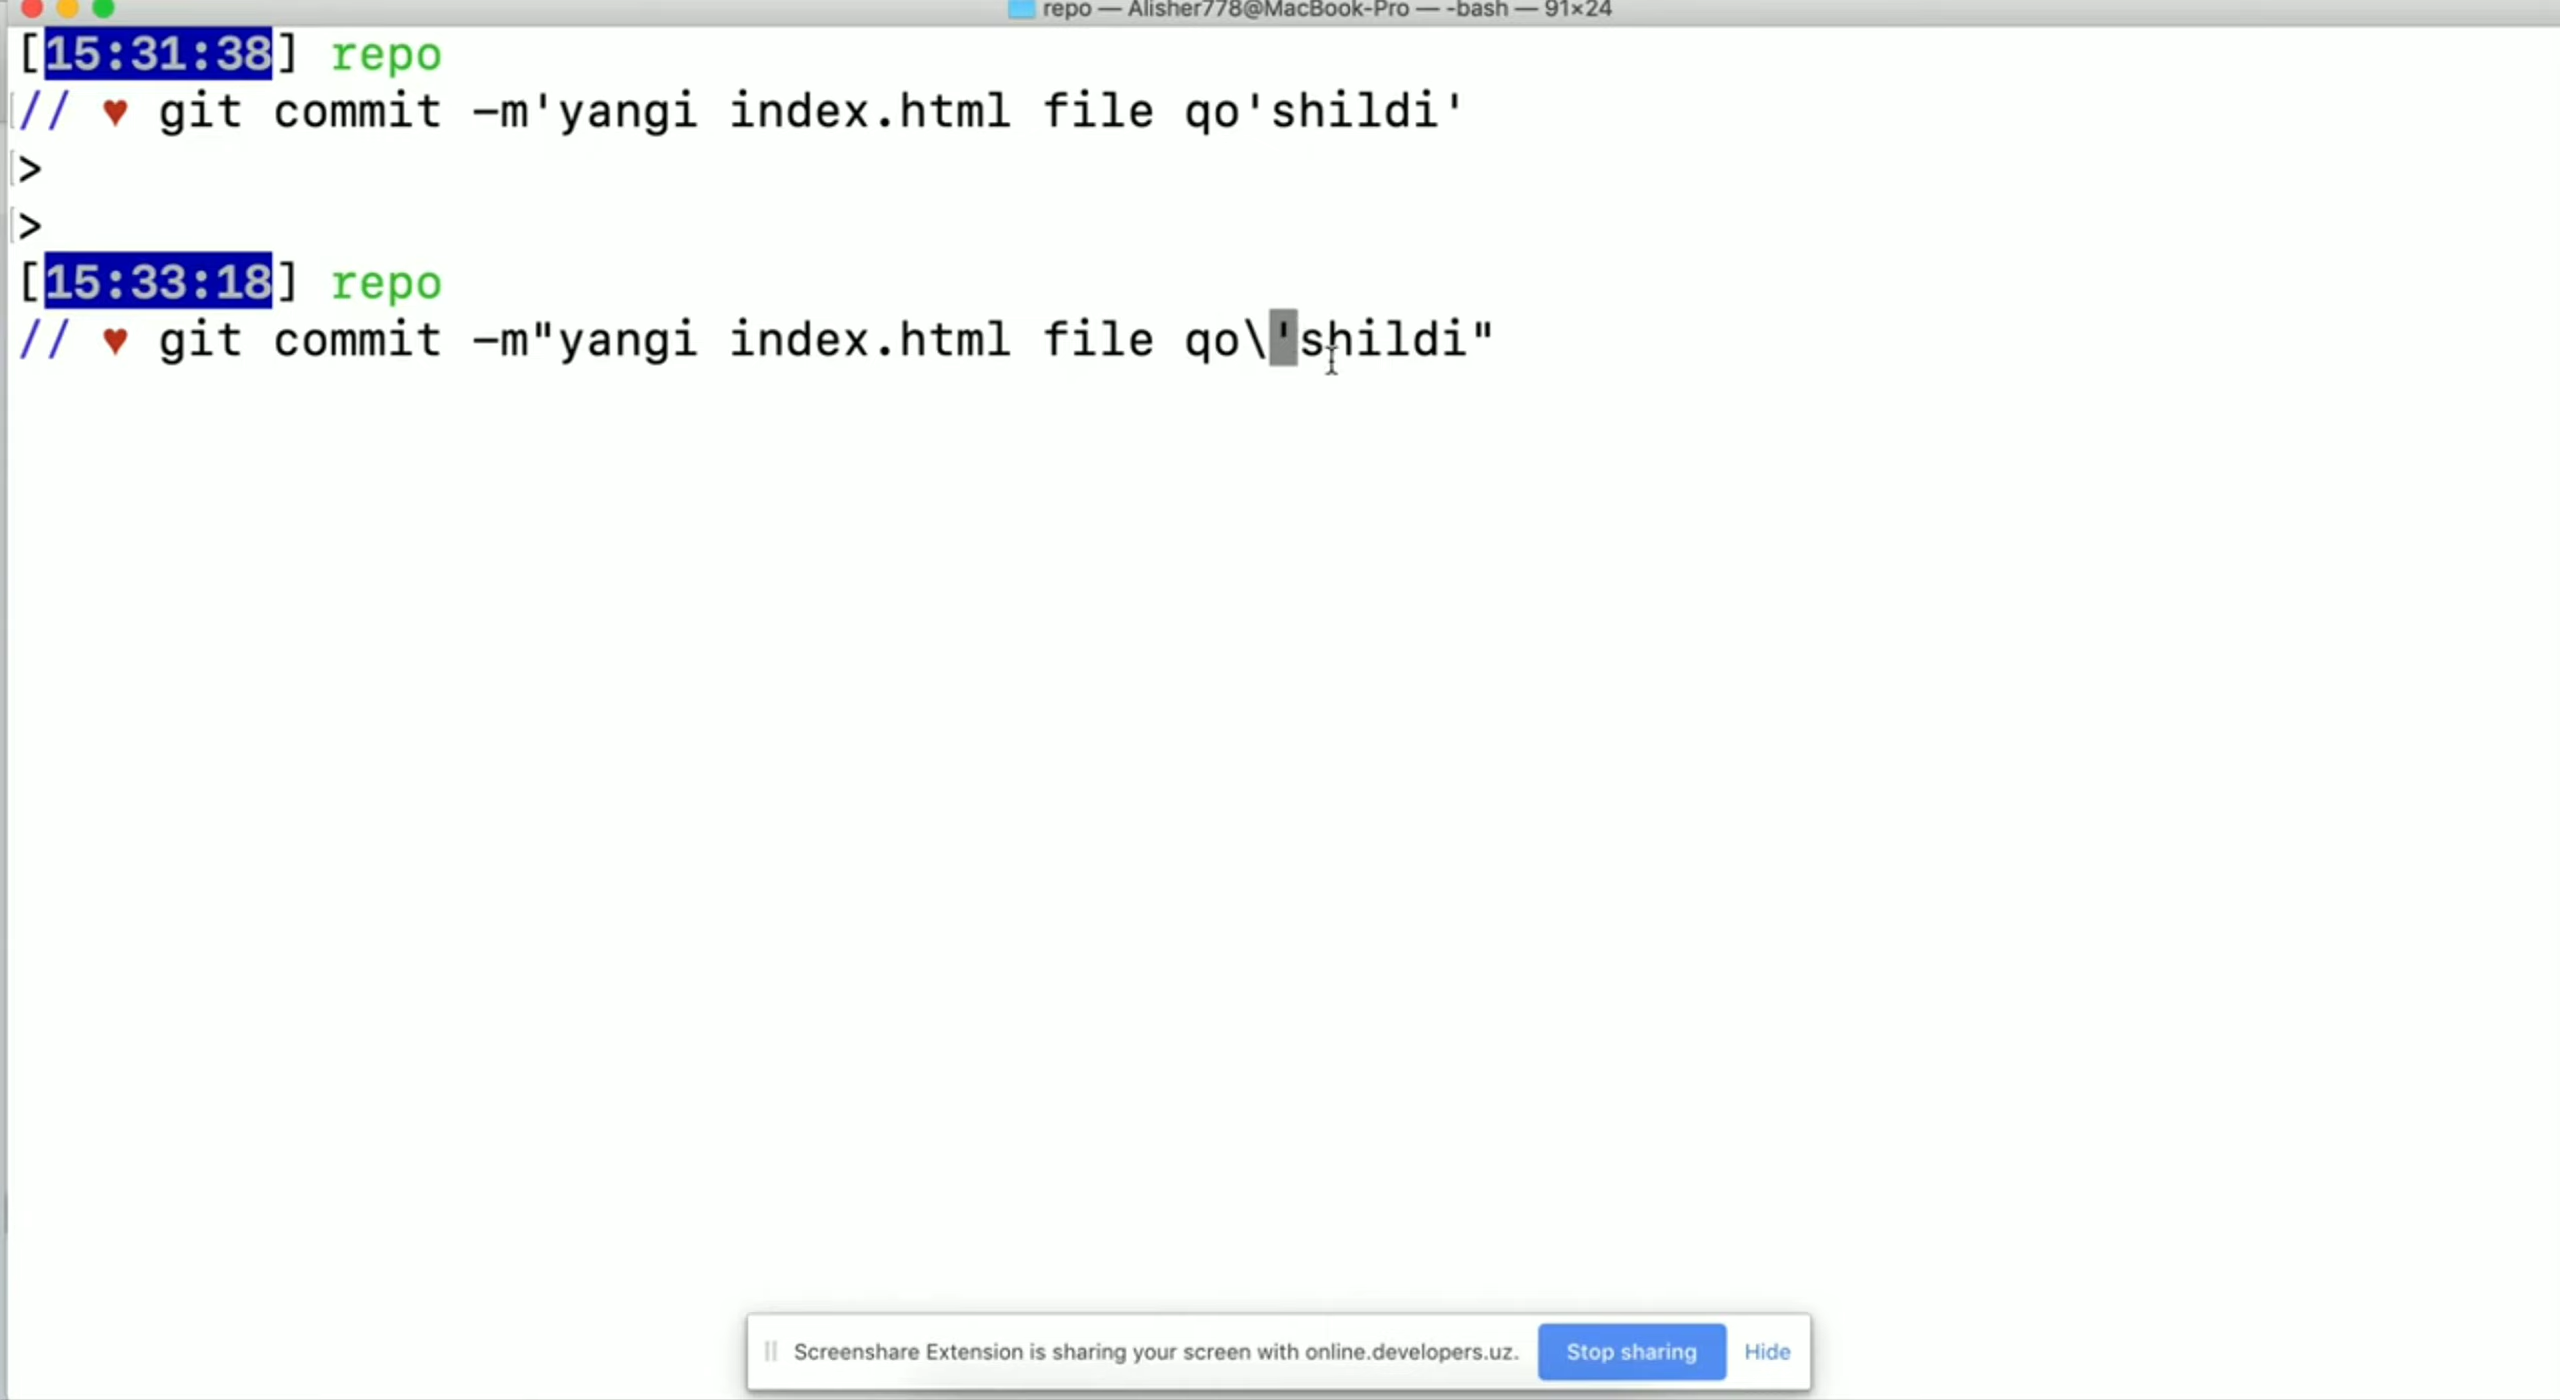 repo — Alisher778@MacBook-Pro — -bash — 91×24
[15:31:38] repo
// ♥ git commit -m'yangi index.html file qo'shildi'
>
>
[15:33:18] repo
// ♥ git commit -m"yangi index.html file qo\'shildi"
Screenshare Extension is sharing your screen with online.developers.uz. Stop sharing Hide